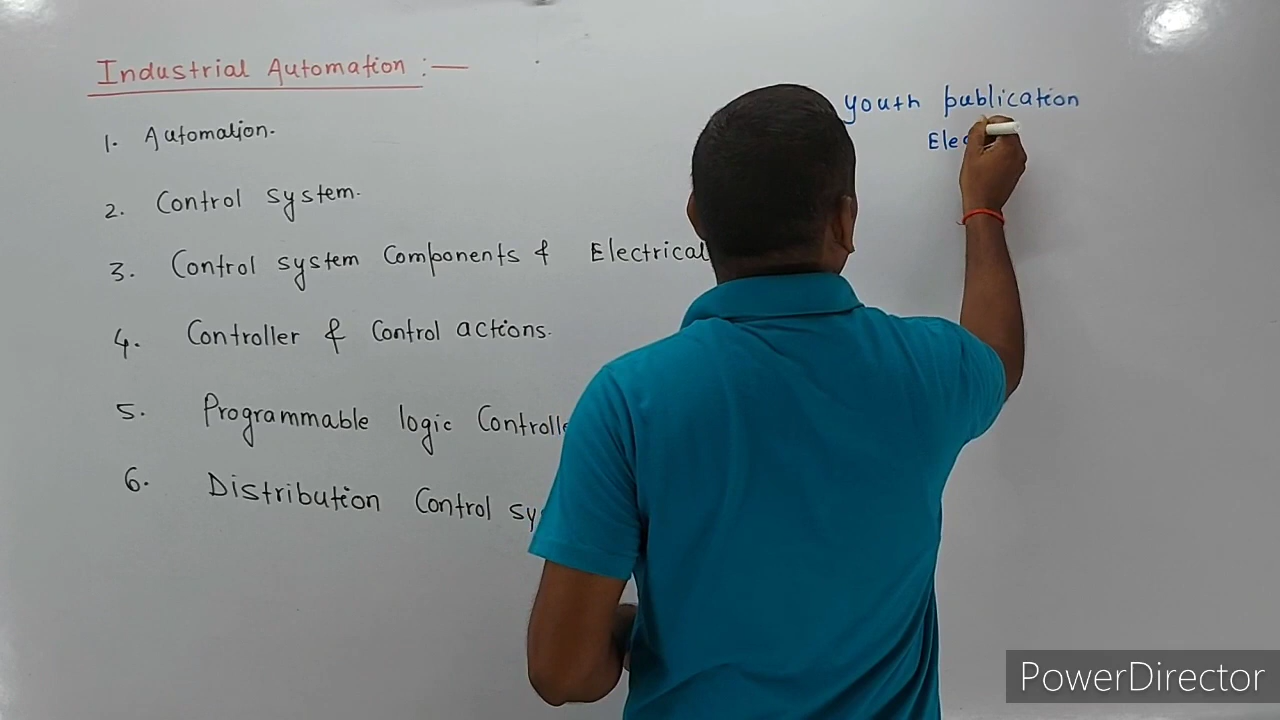 Industrial Automation :—
1. Automation.
2. Control system.
3. Control system Components & Electrical
4. Controller & Control actions.
5. Programmable logic Controlle
6. Distribution Control sy
youth publication
Elec
PowerDirector